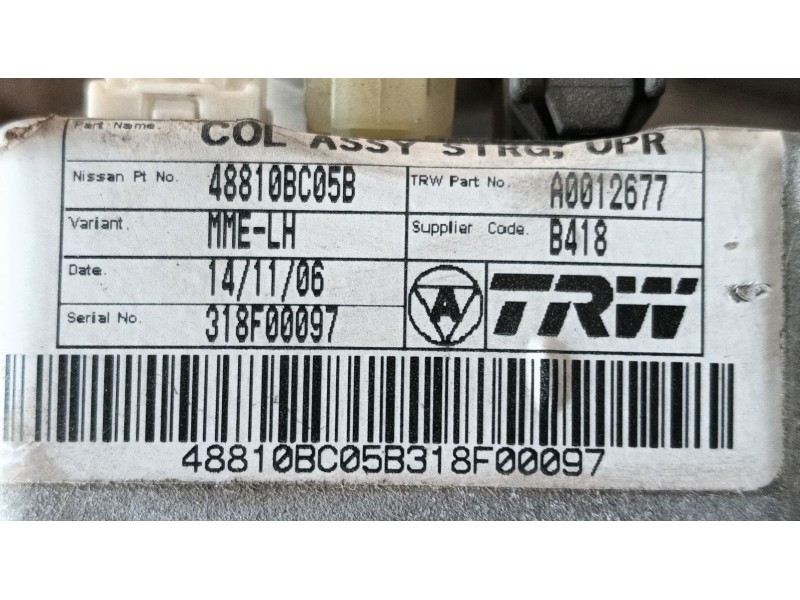 Part Name. COL ASSY STRG, UPR
Nissan Pt No. 48810BC05B TRW Part No. A0012677
Variant. MME-LH Supplier Code. B418
Date. 14/11/06 A TRW
Serial No. 318F00097
48810BC05B318F00097